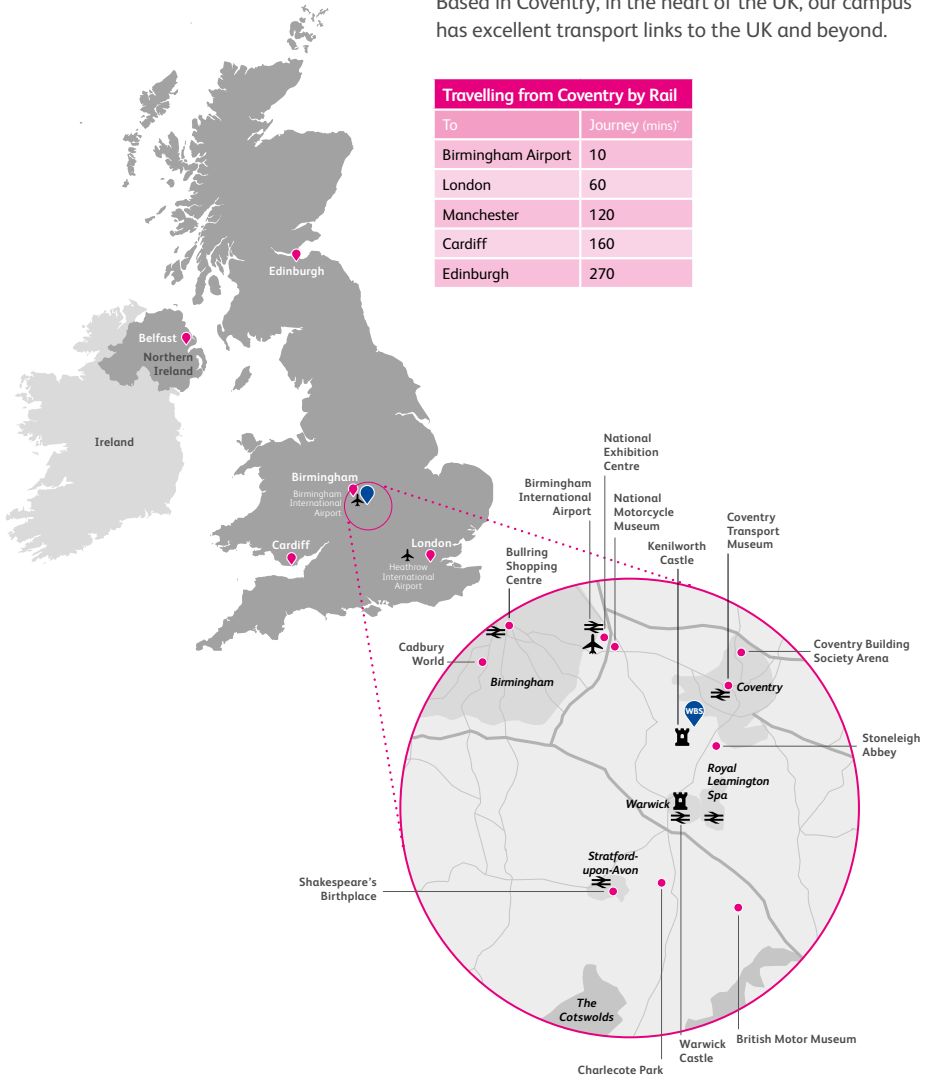 Based in Coventry, in the heart of the UK, our campus
has excellent transport links to the UK and beyond.
Travelling from Coventry by Rail
To Journey (mins)*
Birmingham Airport 10
London 60
Manchester 120
Cardiff 160
Edinburgh 270
Edinburgh
Belfast
Northern
Ireland
Ireland
Birmingham
Birmingham
International
Airport
Cardiff
London
Heathrow
International
Airport
National
Exhibition
Centre
Birmingham
International
Airport
National
Motorcycle
Museum
Coventry
Transport
Museum
Kenilworth
Castle
Bullring
Shopping
Centre
Cadbury
World
Coventry Building
Society Arena
Birmingham
Coventry
WBS
Stoneleigh
Abbey
Royal
Leamington
Spa
Warwick
Stratford-
upon-Avon
Shakespeare's
Birthplace
The
Cotswolds
British Motor Museum
Warwick
Castle
Charlecote Park